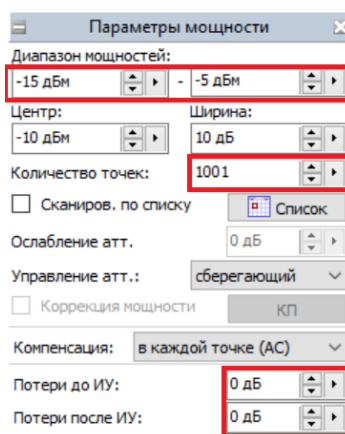 Параметры мощности
Диапазон мощностей:
-15 дБм - -5 дБм
Центр: Ширина:
-10 дБм 10 дБ
Количество точек: 1001
Сканиров. по списку Список
Ослабление атт. 0 дБ
Управление атт.: сберегающий
Коррекция мощности КП
Компенсация: в каждой точке (АС)
Потери до ИУ: 0 дБ
Потери после ИУ: 0 дБ